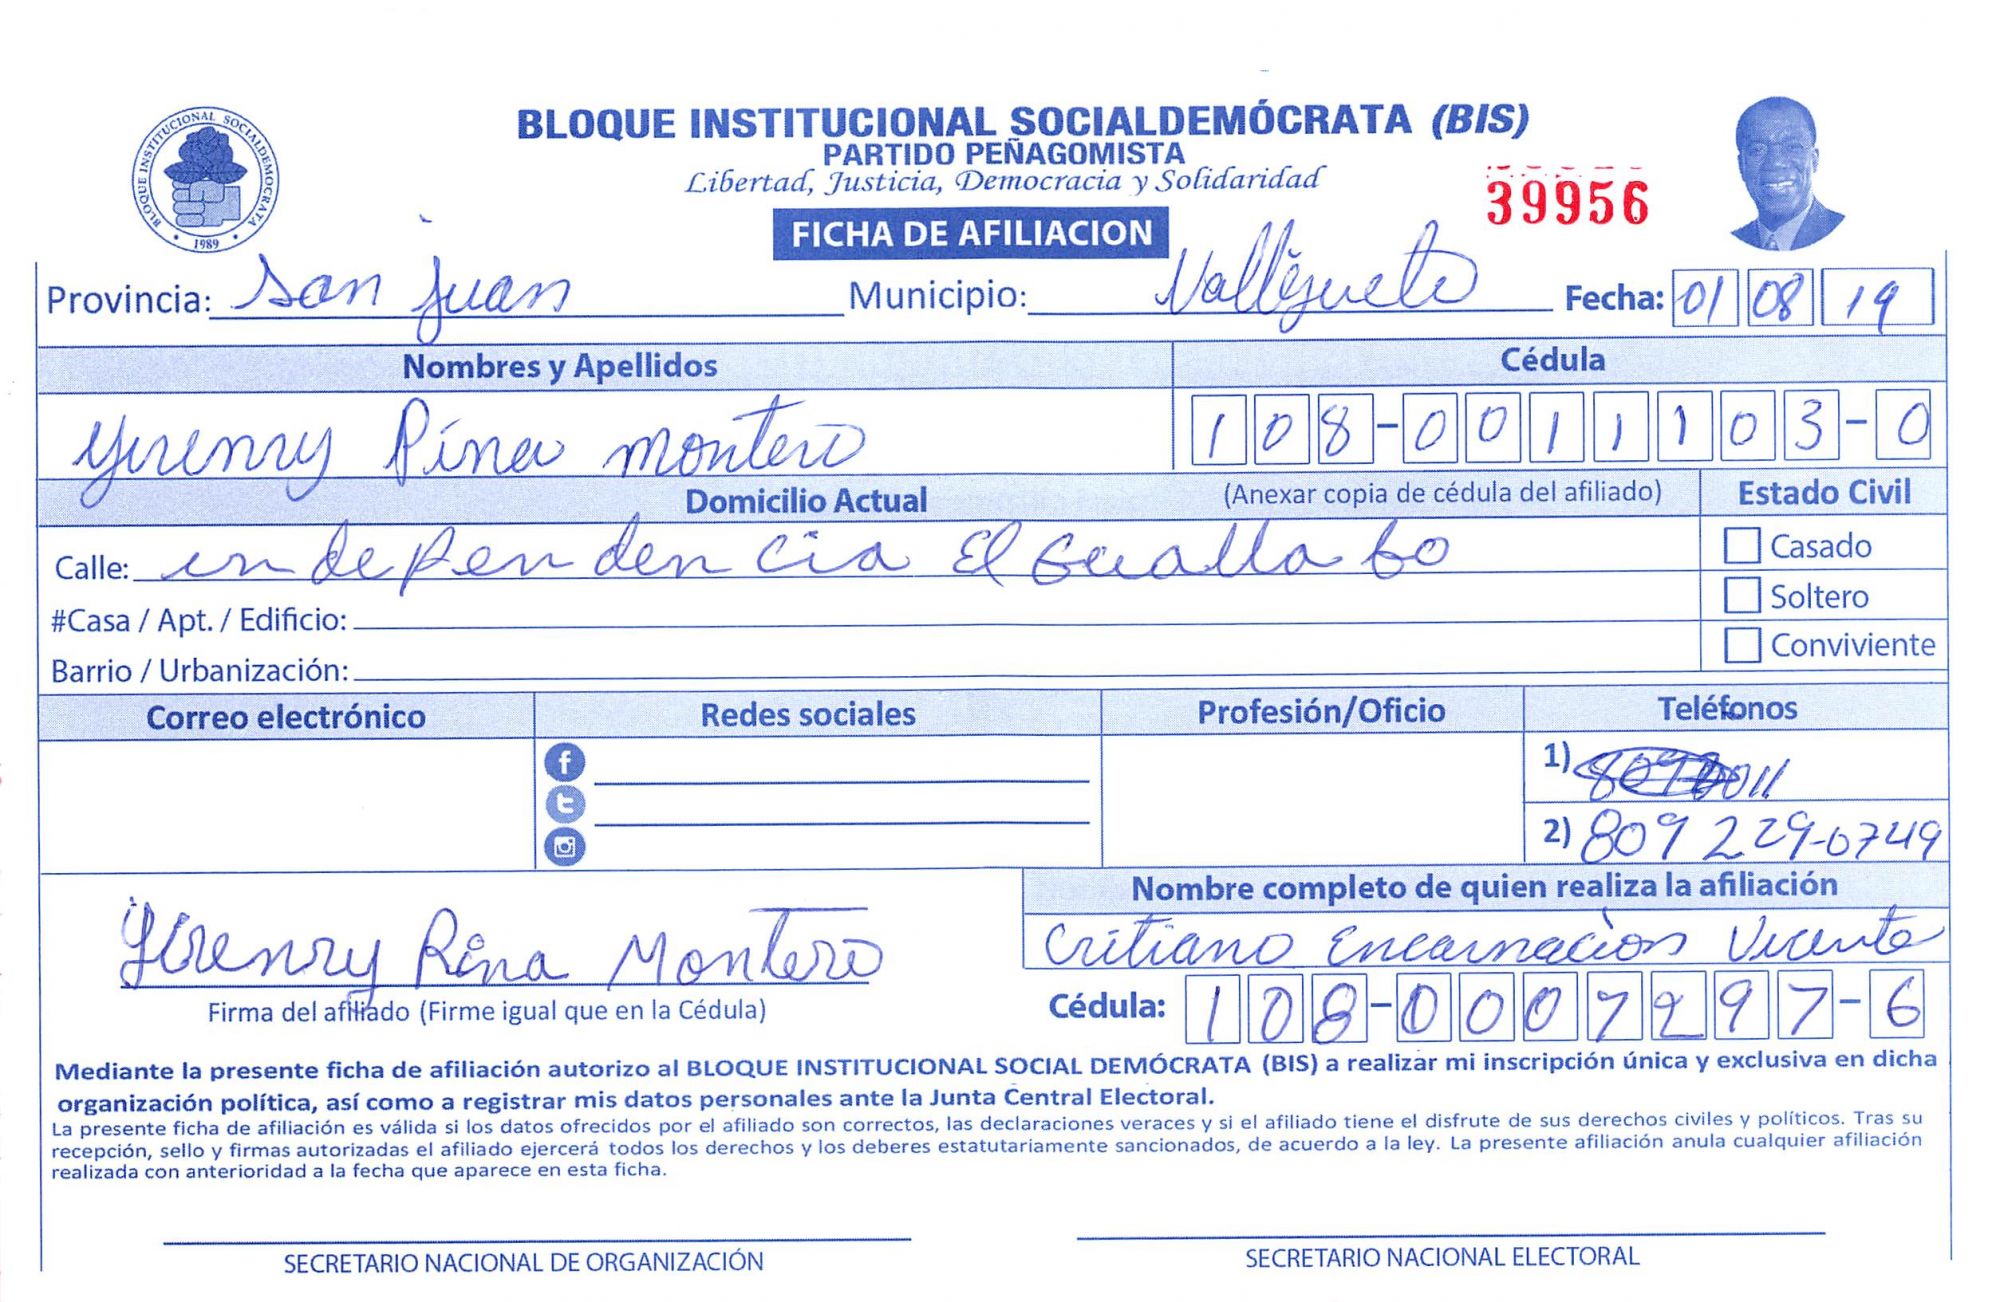 BLOQUE INSTITUCIONAL SOCIALDEMOCRATA
1989
BLOQUE INSTITUCIONAL SOCIALDEMÓCRATA (BIS)
PARTIDO PEÑAGOMISTA
Libertad, Justicia, Democracia y Solidaridad
39956
FICHA DE AFILIACION
Provincia: San juan Municipio: Vallejuelo Fecha: 01 08 19
Nombres y Apellidos Cédula
yirenny Pina montero 108-0011103-0
Domicilio Actual (Anexar copia de cédula del afiliado) Estado Civil
Calle: independencia El Guallabo Casado
#Casa / Apt. / Edificio: Soltero
Barrio / Urbanización: Conviviente
Correo electrónico Redes sociales Profesión/Oficio Teléfonos
1)
2) 809 229-0749
Nombre completo de quien realiza la afiliación
Yirenny Pina Montero Critiano Encarnacion Vicente
Firma del afiliado (Firme igual que en la Cédula) Cédula: 108-0007297-6
Mediante la presente ficha de afiliación autorizo al BLOQUE INSTITUCIONAL SOCIAL DEMÓCRATA (BIS) a realizar mi inscripción única y exclusiva en dicha
organización política, así como a registrar mis datos personales ante la Junta Central Electoral.
La presente ficha de afiliación es válida si los datos ofrecidos por el afiliado son correctos, las declaraciones veraces y si el afiliado tiene el disfrute de sus derechos civiles y políticos. Tras su
recepción, sello y firmas autorizadas el afiliado ejercerá todos los derechos y los deberes estatutariamente sancionados, de acuerdo a la ley. La presente afiliación anula cualquier afiliación
realizada con anterioridad a la fecha que aparece en esta ficha.
SECRETARIO NACIONAL DE ORGANIZACIÓN SECRETARIO NACIONAL ELECTORAL